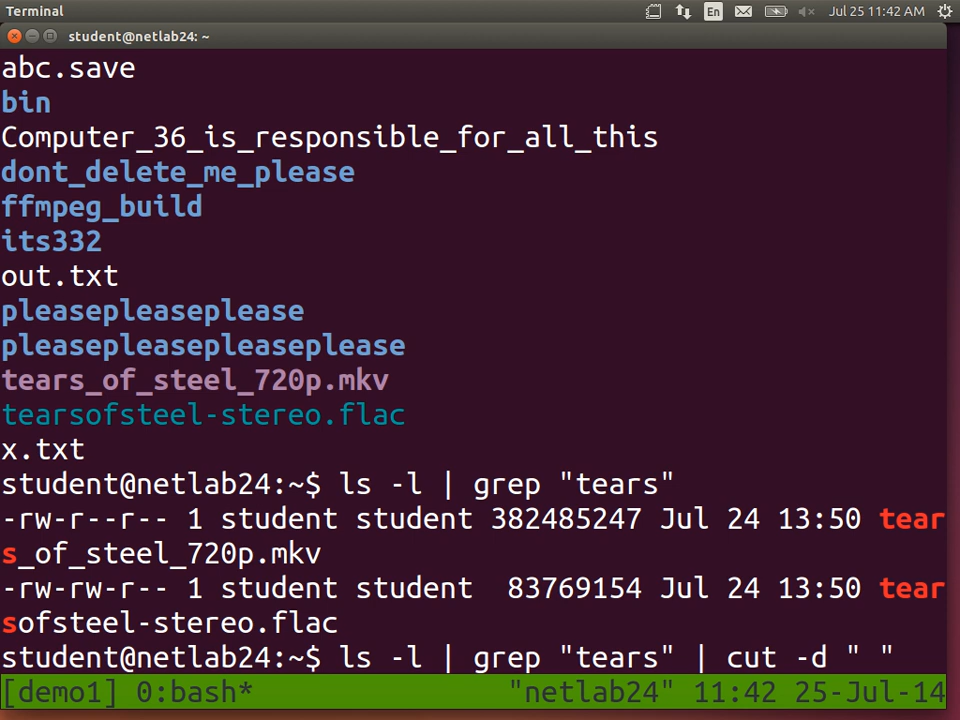 Terminal
En
Jul 25 11:42 AM
student@netlab24: ~
abc.save
bin
Computer_36_is_responsible_for_all_this
dont_delete_me_please
ffmpeg_build
its332
out.txt
pleasepleaseplease
pleasepleasepleaseplease
tears_of_steel_720p.mkv
tearsofsteel-stereo.flac
x.txt
student@netlab24:~$ ls -l | grep "tears"
-rw-r--r-- 1 student student 382485247 Jul 24 13:50 tear
s_of_steel_720p.mkv
-rw-rw-r-- 1 student student  83769154 Jul 24 13:50 tear
sofsteel-stereo.flac
student@netlab24:~$ ls -l | grep "tears" | cut -d " "
[demo1] 0:bash* "netlab24" 11:42 25-Jul-14